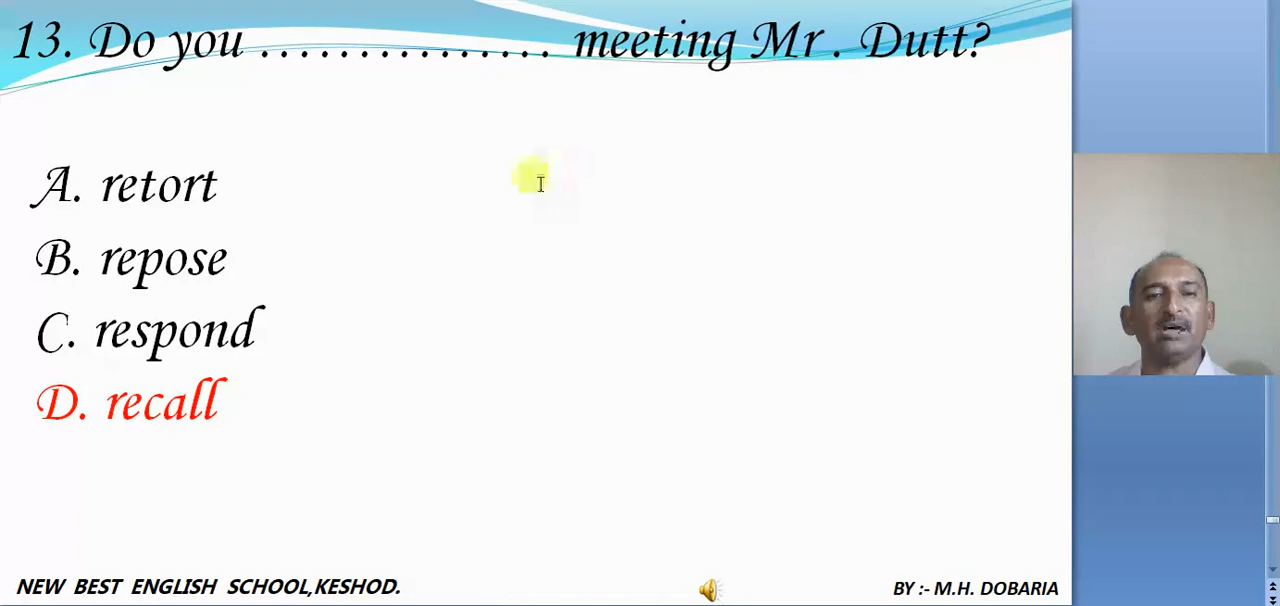 13. Do you ............... meeting Mr . Dutt?
A. retort
B. repose
C. respond
D. recall
NEW BEST ENGLISH SCHOOL,KESHOD.
BY :- M.H. DOBARIA